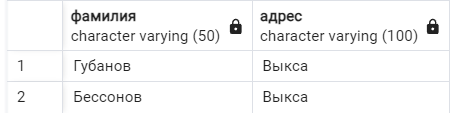 фамилия адрес
character varying (50) character varying (100)
1 Губанов Выкса
2 Бессонов Выкса